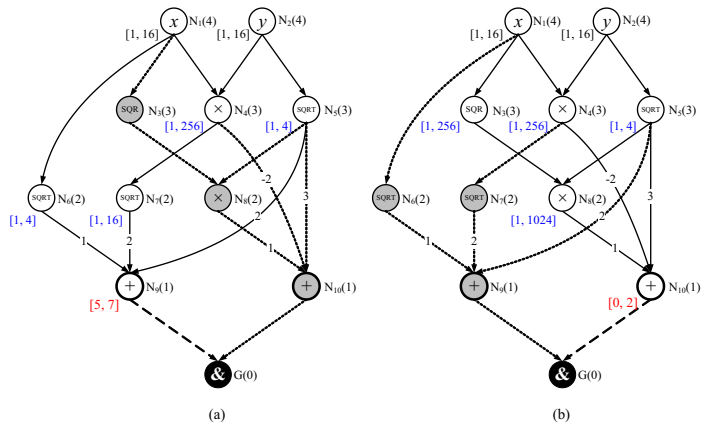 x N₁(4) y N₂(4)
[1, 16] [1, 16]
SQR N₃(3) × N₄(3) SQRT N₅(3)
[1, 256] [1, 4]
-2
SQRT N₆(2) SQRT N₇(2) × N₈(2) 3
[1, 4] [1, 16] 2
1 2 1
+ N₉(1) + N₁₀(1)
[5, 7]
& G(0)
(a)
x N₁(4) y N₂(4)
[1, 16] [1, 16]
SQR N₃(3) × N₄(3) SQRT N₅(3)
[1, 256] [1, 256] [1, 4]
-2
SQRT N₆(2) SQRT N₇(2) × N₈(2) 3
[1, 1024] 2
1 2 1
+ N₉(1) + N₁₀(1)
[0, 2]
& G(0)
(b)